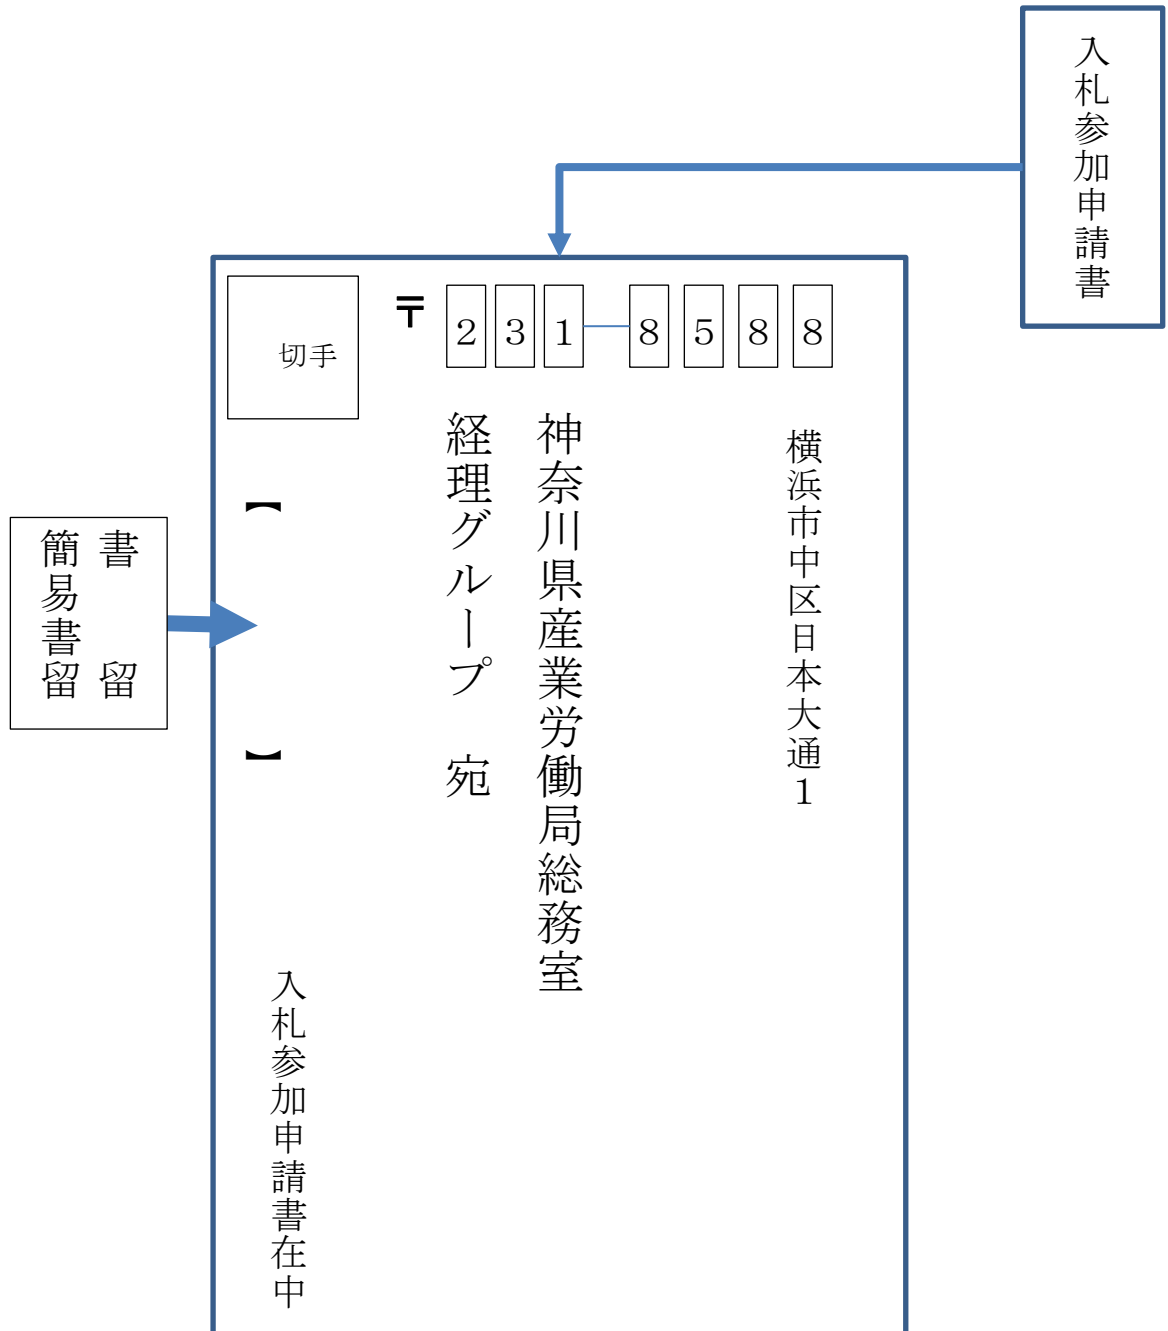 入札参加申請書
切手
〒231-8588
横浜市中区日本大通1
神奈川県産業労働局総務室
経理グループ　宛
【　】
書留
簡易書留
入札参加申請書在中